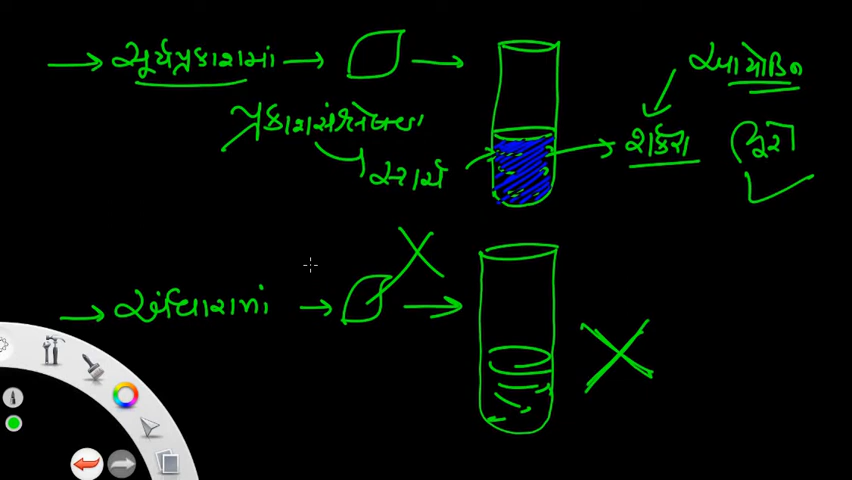 સૂર્યપ્રકાશમાં
આયોડિન
પ્રકાશસંશ્લેષણ
શર્કરા
ભૂરો
સ્ટાર્ચ
અંધારામાં